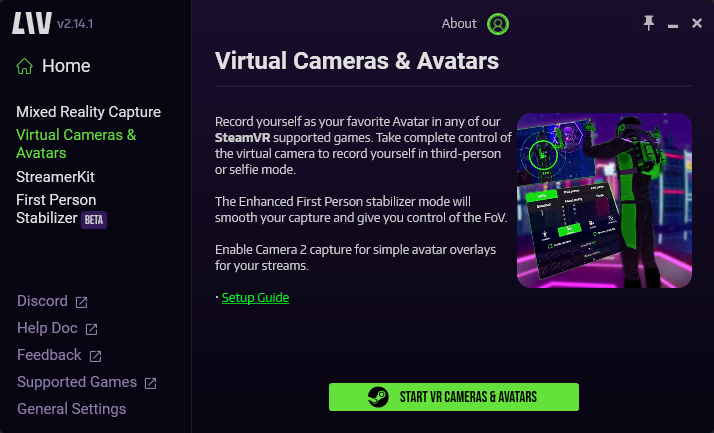 LIV v2.14.1
About
Home
Virtual Cameras & Avatars
Mixed Reality Capture
Virtual Cameras &
Avatars
StreamerKit
First Person
Stabilizer BETA
Record yourself as your favorite Avatar in any of our
SteamVR supported games. Take complete control of
the virtual camera to record yourself in third-person
or selfie mode.
The Enhanced First Person stabilizer mode will
smooth your capture and give you control of the FoV.
Enable Camera 2 capture for simple avatar overlays
for your streams.
· Setup Guide
Discord
Help Doc
Feedback
Supported Games
General Settings
START VR CAMERAS & AVATARS